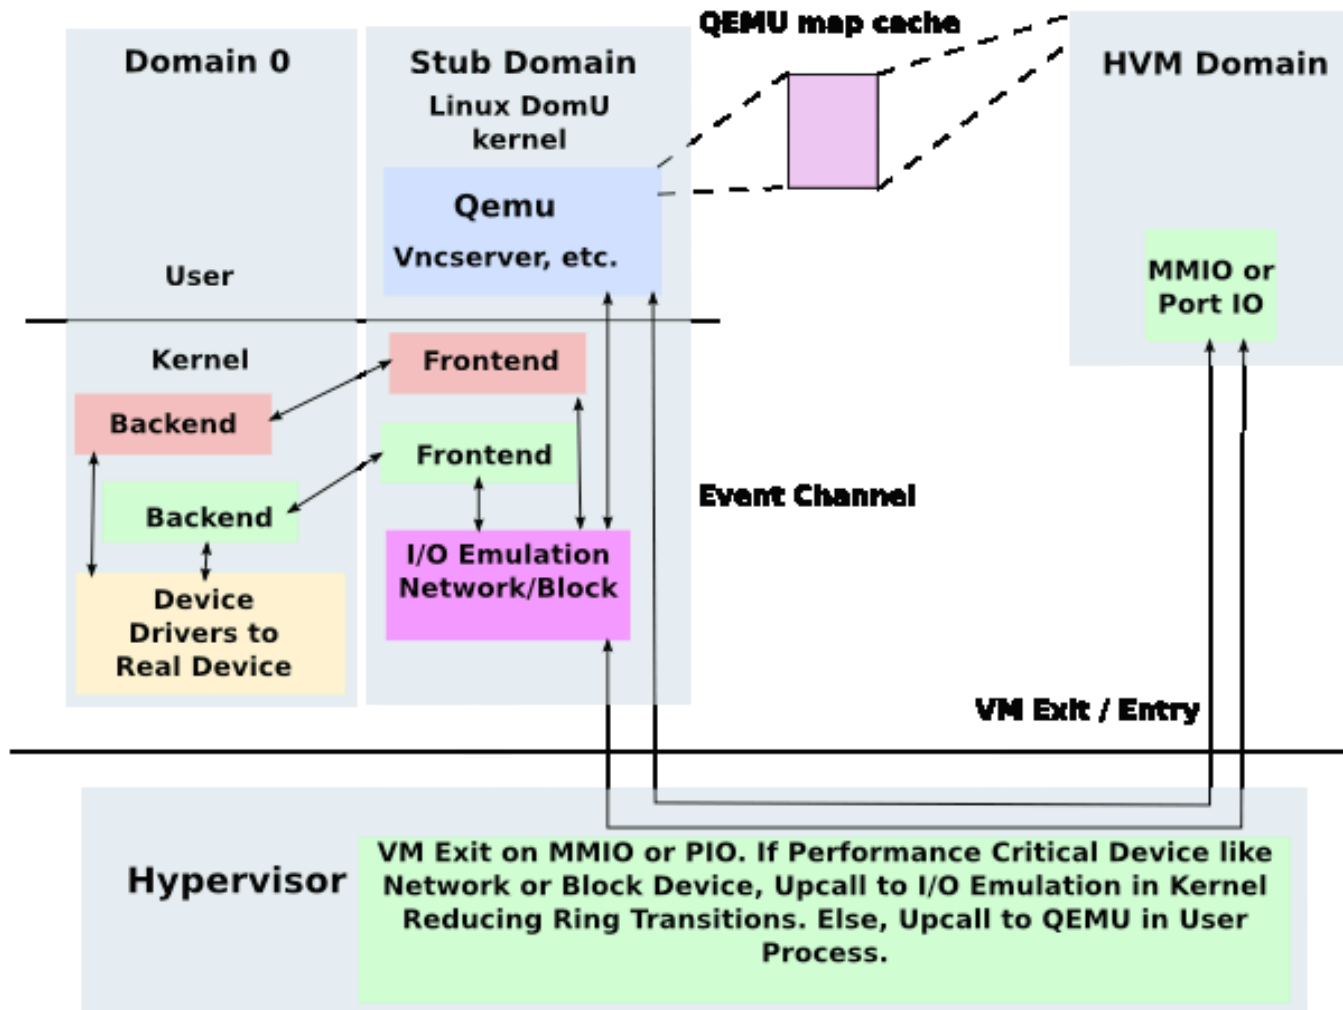 QEMU map cache
Domain 0
Stub Domain
HVM Domain
Linux DomU
kernel
Qemu
Vncserver, etc.
User
MMIO or
Port IO
Kernel
Frontend
Backend
Frontend
Event Channel
Backend
I/O Emulation
Network/Block
Device
Drivers to
Real Device
VM Exit / Entry
Hypervisor
VM Exit on MMIO or PIO. If Performance Critical Device like
Network or Block Device, Upcall to I/O Emulation in Kernel
Reducing Ring Transitions. Else, Upcall to QEMU in User
Process.